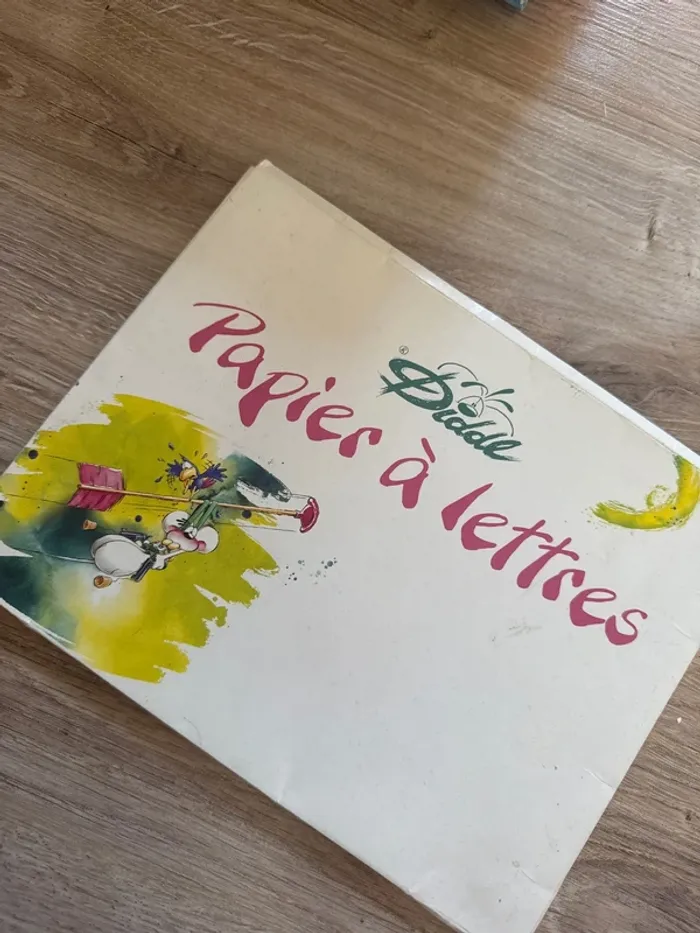 Diddl ®
Papier à lettres